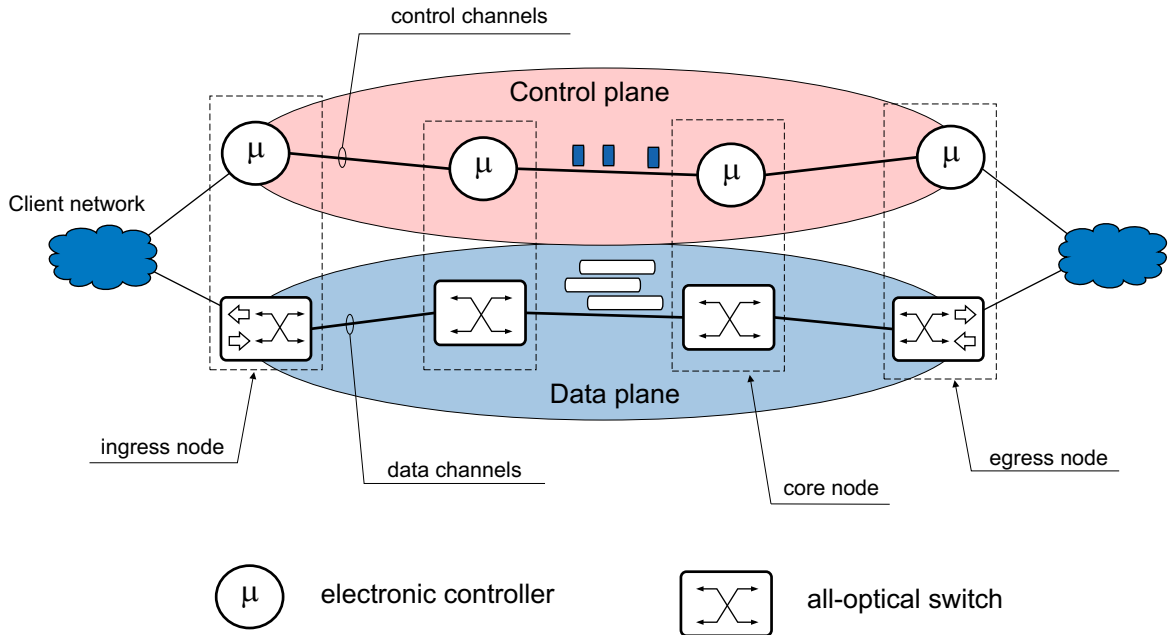 control channels
Control plane
μ
μ
μ
μ
Client network
Data plane
ingress node
data channels
core node
egress node
μ
electronic controller
all-optical switch